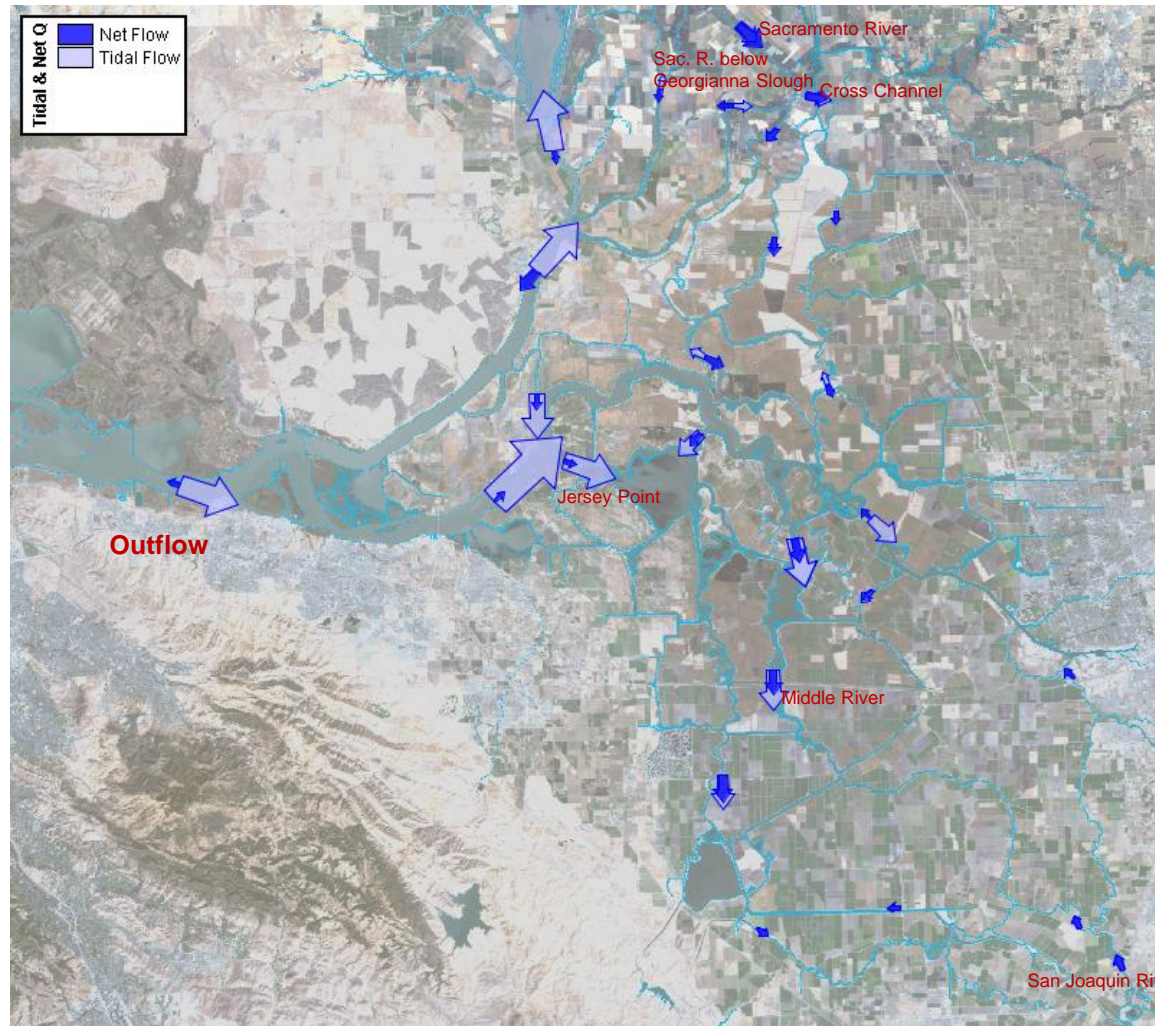 Tidal & Net Q
Net Flow
Tidal Flow
Sacramento River
Sac. R. below
Georgianna Slough
Cross Channel
Jersey Point
Outflow
Middle River
San Joaquin Riv